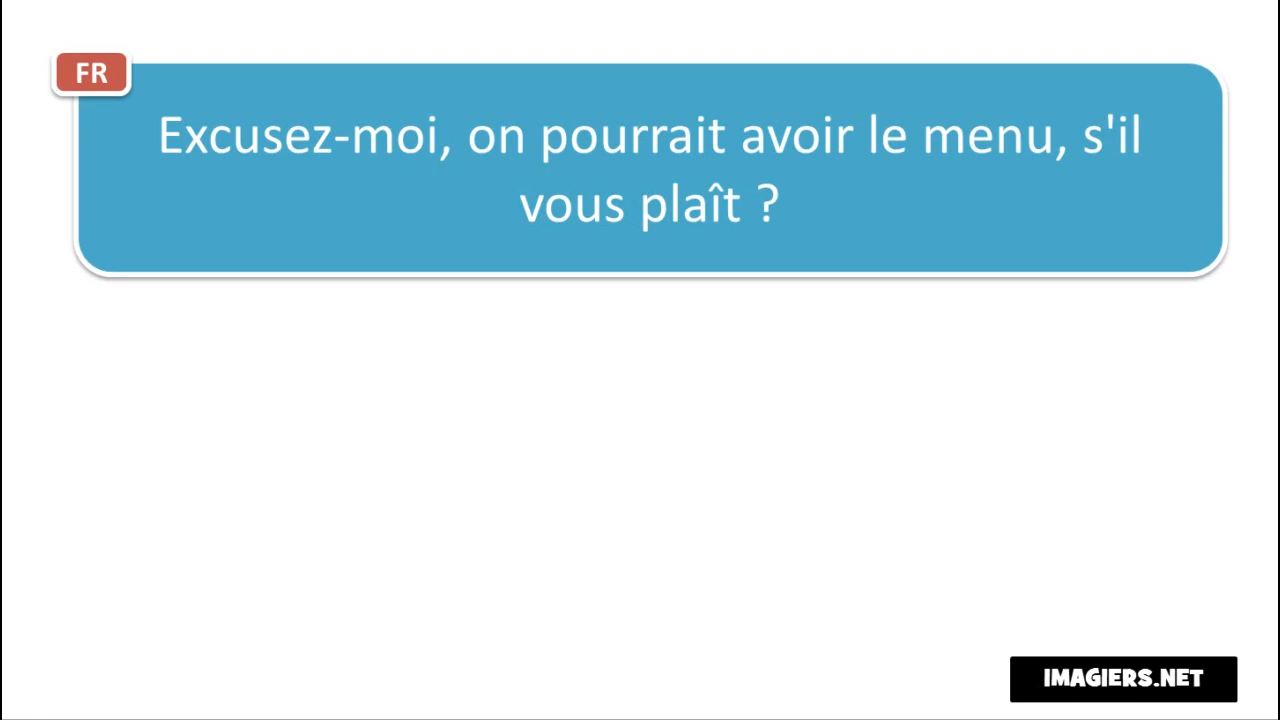 FR
Excusez-moi, on pourrait avoir le menu, s'il
vous plaît ?
IMAGIERS.NET